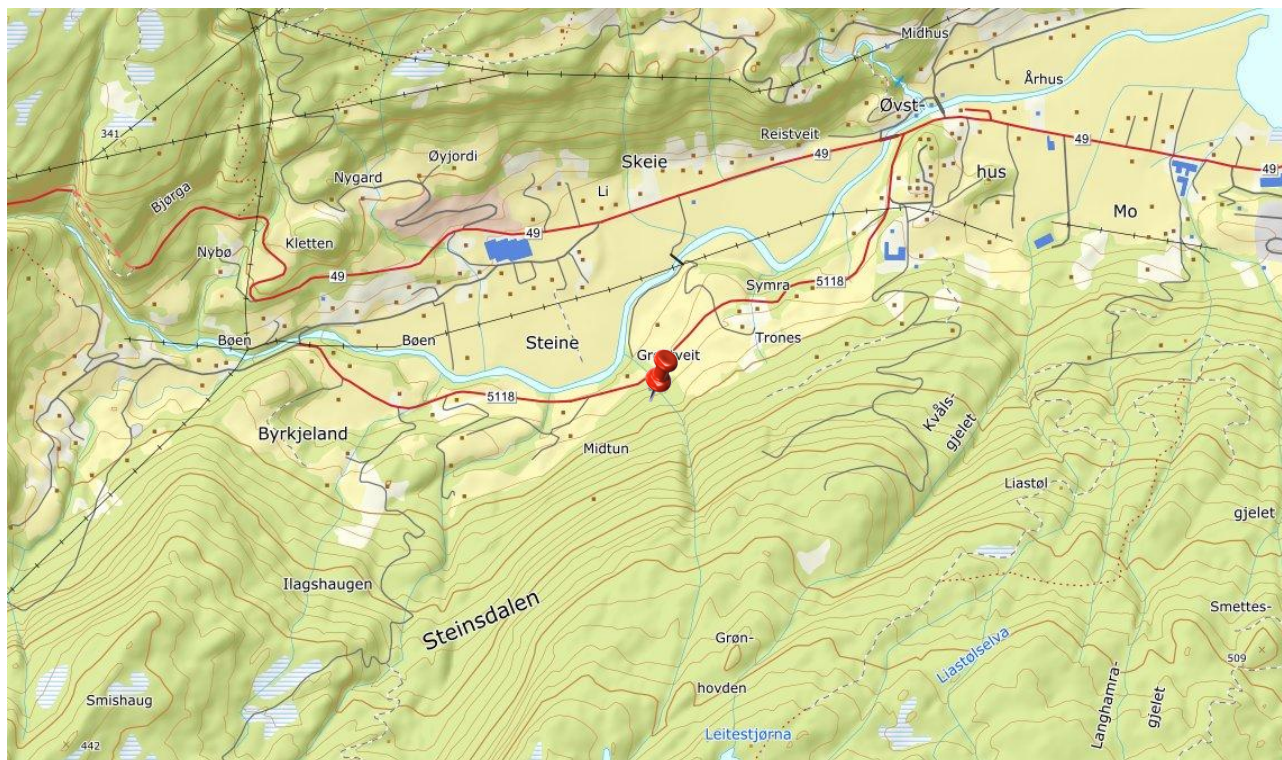 Midhus
Århus
Øvst-
341
Reistveit
49
49
49
Skeie
Øyjordi
hus
Nygard
Li
Bjørga
Mo
49
Kletten
Nybø
49
Symra
5118
Bøen
Bøen
Steine
Trones
5118
Kvåls-
gjelet
Byrkjeland
Midtun
Liastøl
gjelet
Ilagshaugen
Steinsdalen
Smettes-
Grøn-
hovden
Liastølselva
509
Smishaug
Langhamra-
gjelet
Leitestjørna
442